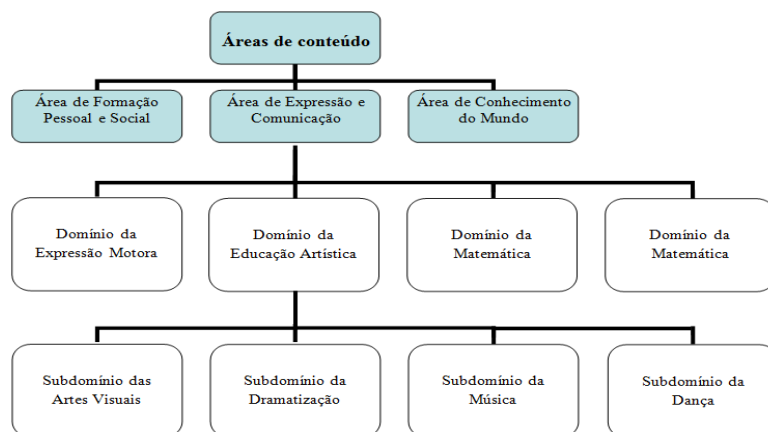 Áreas de conteúdo
Área de Formação
Pessoal e Social
Área de Expressão e
Comunicação
Área de Conhecimento
do Mundo
Domínio da
Expressão Motora
Domínio da
Educação Artística
Domínio da
Matemática
Domínio da
Matemática
Subdomínio das
Artes Visuais
Subdomínio da
Dramatização
Subdomínio da
Música
Subdomínio da
Dança